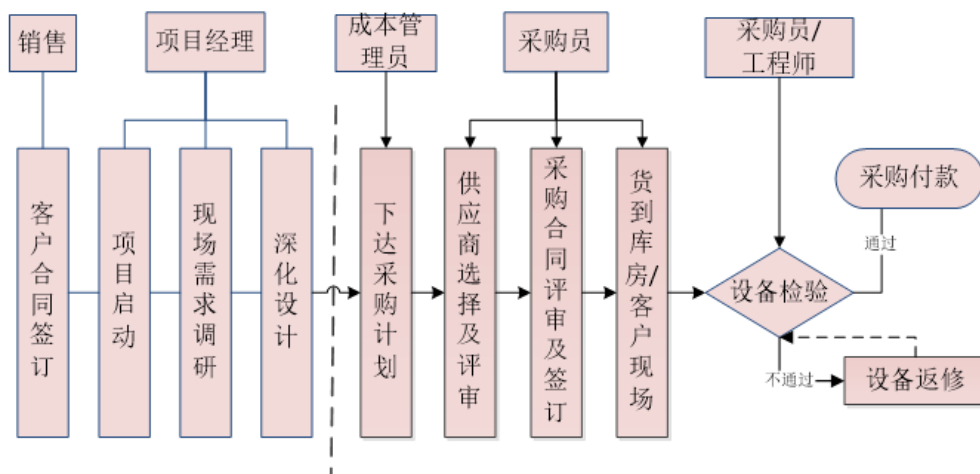 销售
项目经理
成本管
理员
采购员
采购员/
工程师
客户合同签订
项目启动
现场需求调研
深化设计
下达采购计划
供应商选择及评审
采购合同评审及签订
货到库房/客户现场
设备检验
采购付款
通过
不通过
设备返修